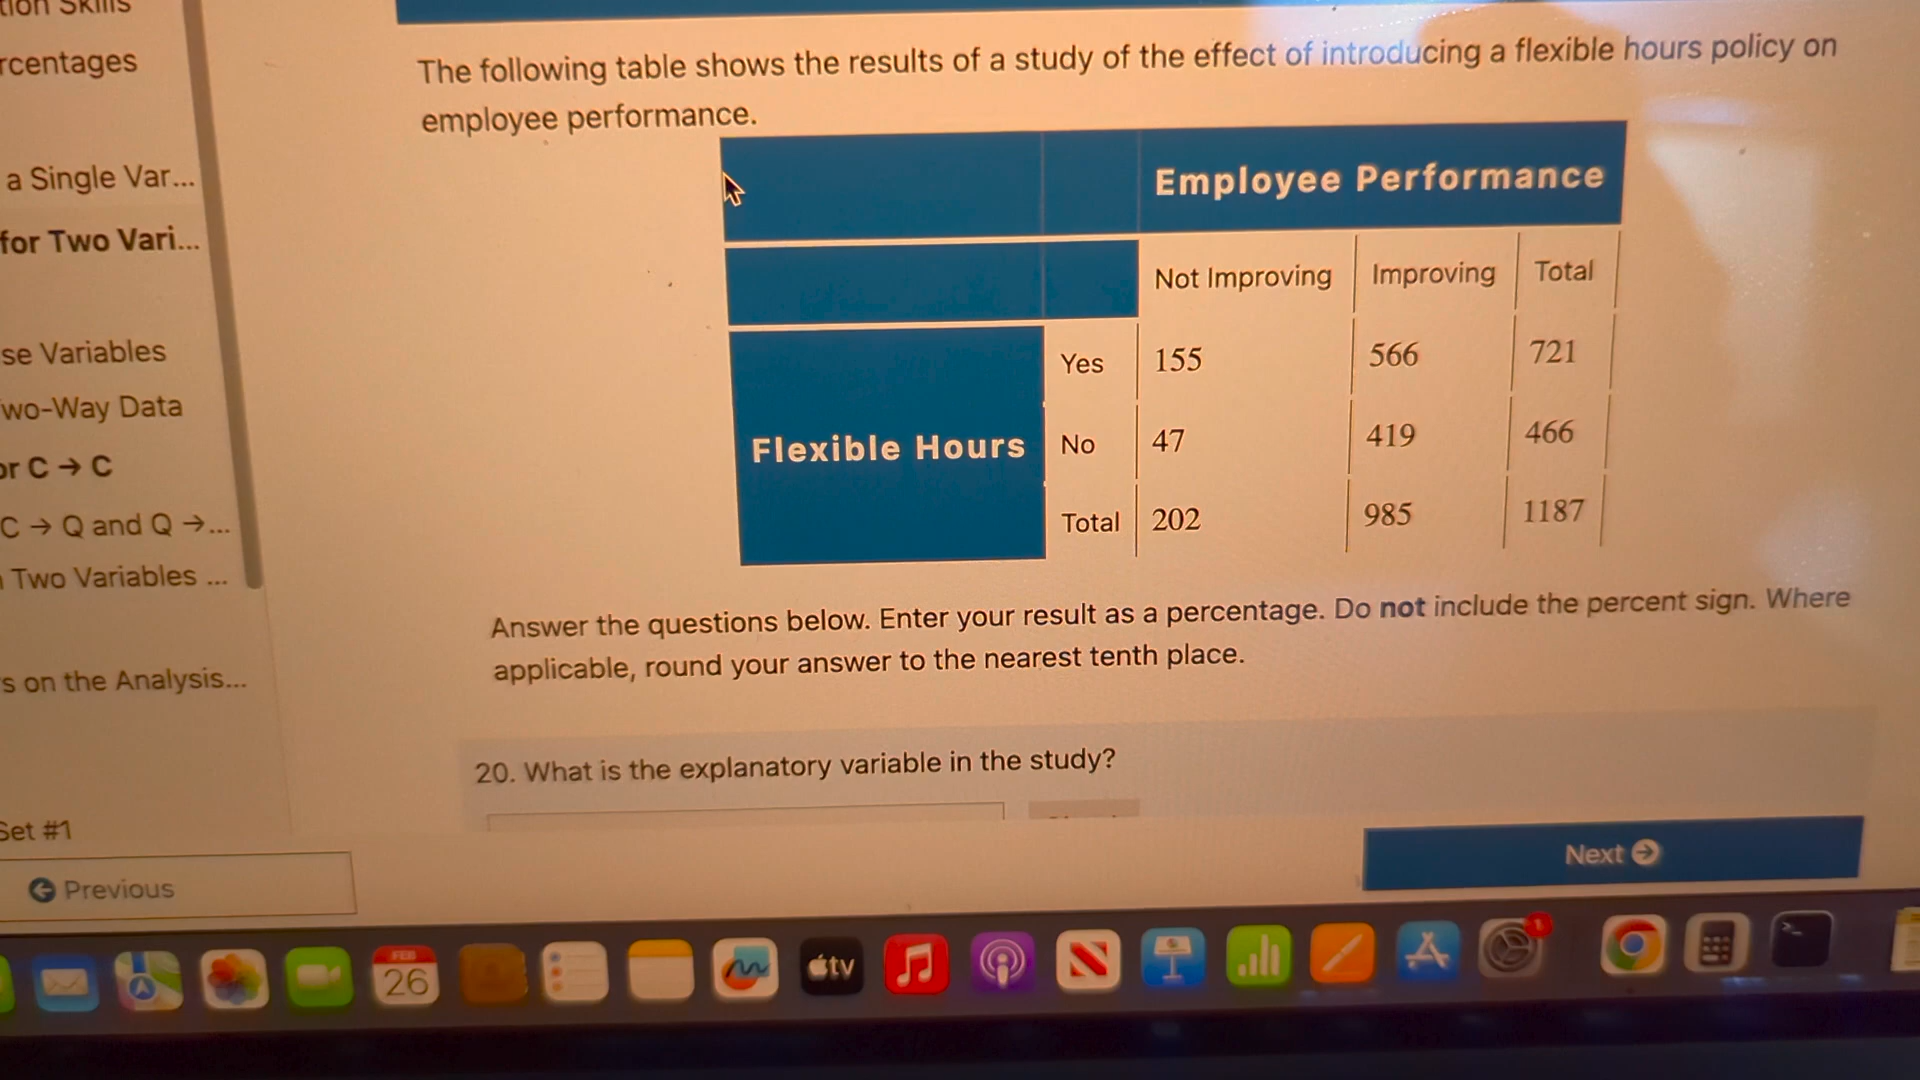 tion Skills
rcentages
a Single Var...
for Two Vari...
se Variables
wo-Way Data
or C → C
C → Q and Q →...
Two Variables ...
s on the Analysis...
Set #1
Previous
The following table shows the results of a study of the effect of introducing a flexible hours policy on
employee performance.
Employee Performance
Not Improving Improving Total
Flexible Hours
Yes 155 566 721
No 47 419 466
Total 202 985 1187
Answer the questions below. Enter your result as a percentage. Do not include the percent sign. Where
applicable, round your answer to the nearest tenth place.
20. What is the explanatory variable in the study?
Next
FEB
26
tv
1